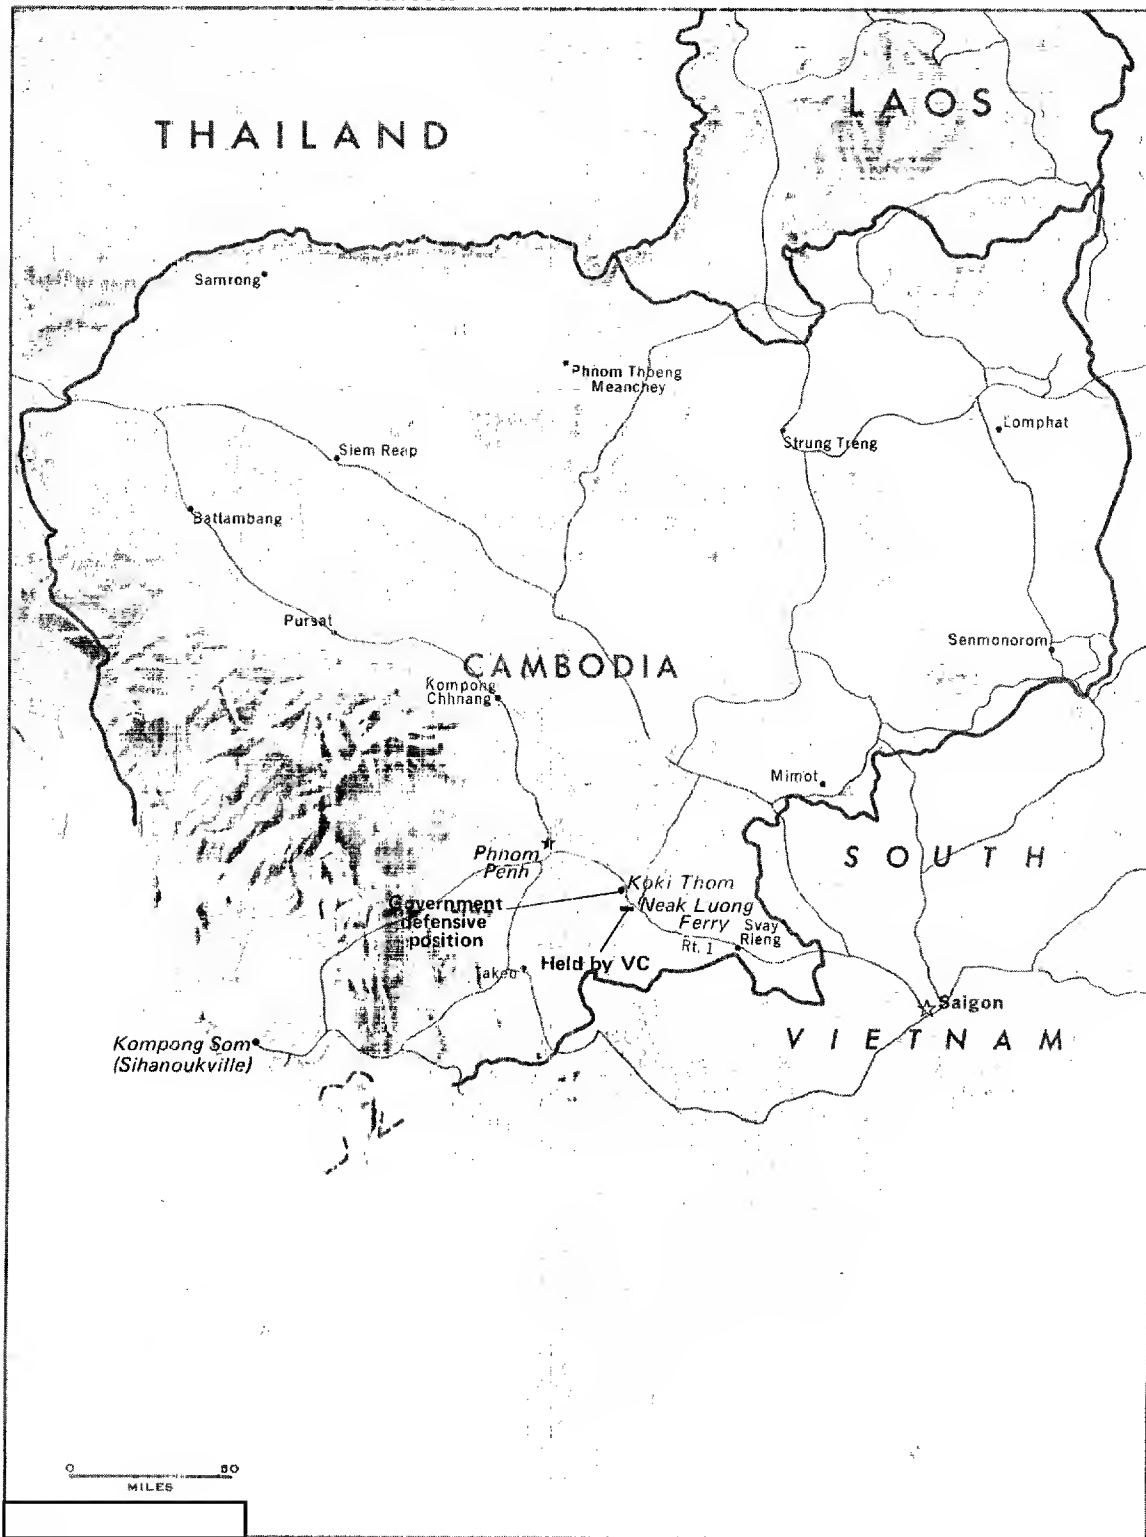 THAILAND
LAOS
Samrong
Phnom Thbeng
Meanchey
Siem Reap
Strung Treng
Lomphat
Battambang
Pursat
Senmonorom
CAMBODIA
Kompong
Chhnang
Mimot
Phnom
Penh
SOUTH
Koki Thom
Government
defensive
position
Neak Luong
Ferry
Svay
Rieng
Rt. 1
Held by VC
Takeo
Saigon
VIETNAM
Kompong Som
(Sihanoukville)
0
MILES